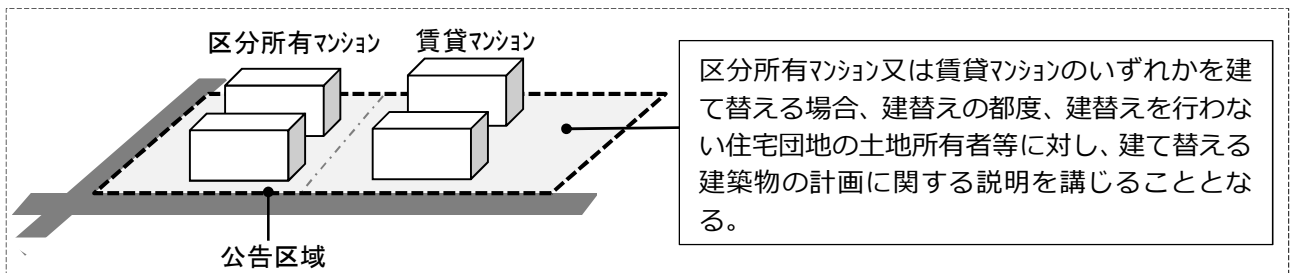 区分所有ﾏﾝｼｮﾝ 賃貸ﾏﾝｼｮﾝ
区分所有ﾏﾝｼｮﾝ又は賃貸ﾏﾝｼｮﾝのいずれかを建
て替える場合、建替えの都度、建替えを行わな
い住宅団地の土地所有者等に対し、建て替える
建築物の計画に関する説明を講じることとな
る。
公告区域
、